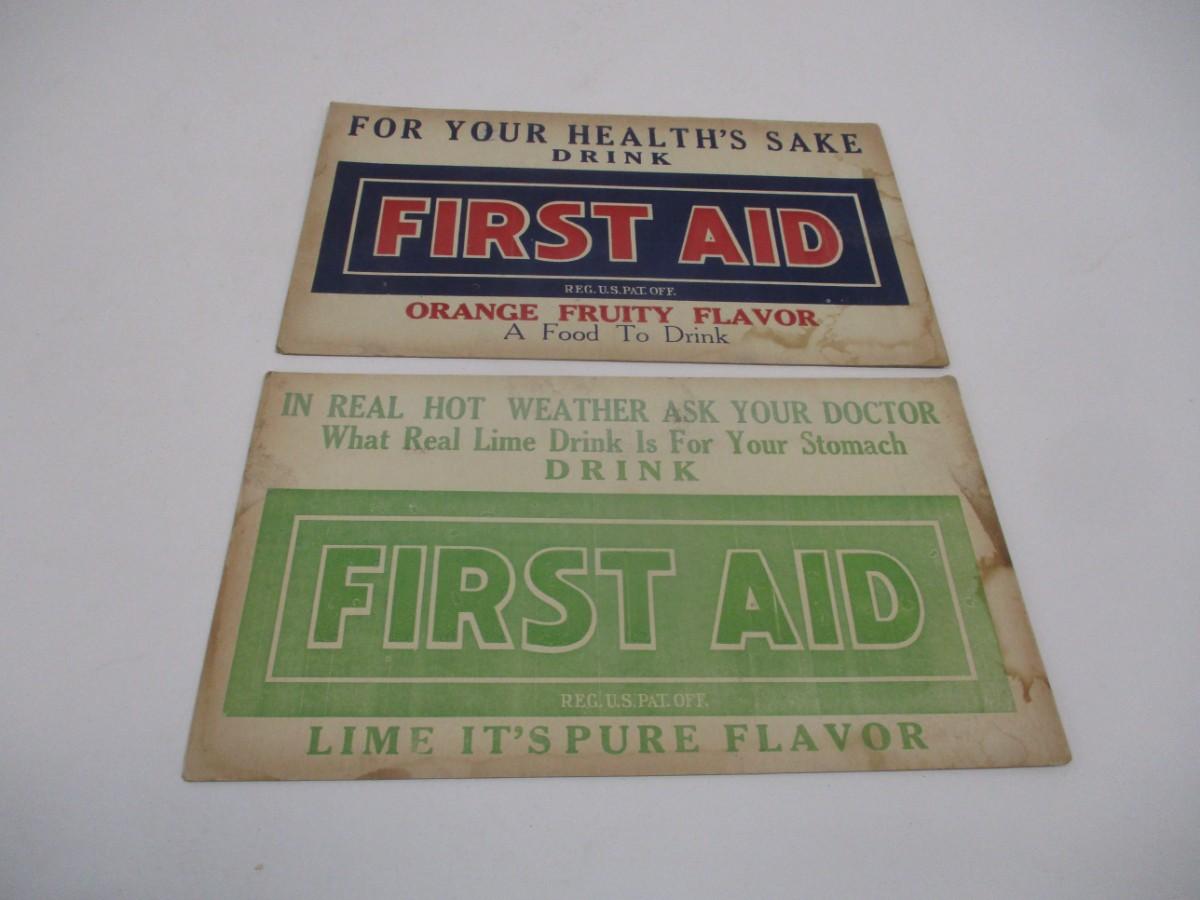 FOR YOUR HEALTH'S SAKE
DRINK
FIRST AID
REG. U.S. PAT. OFF.
ORANGE FRUITY FLAVOR
A Food To Drink
IN REAL HOT WEATHER ASK YOUR DOCTOR
What Real Lime Drink Is For Your Stomach
DRINK
FIRST AID
REG. U.S. PAT. OFF.
LIME IT'S PURE FLAVOR